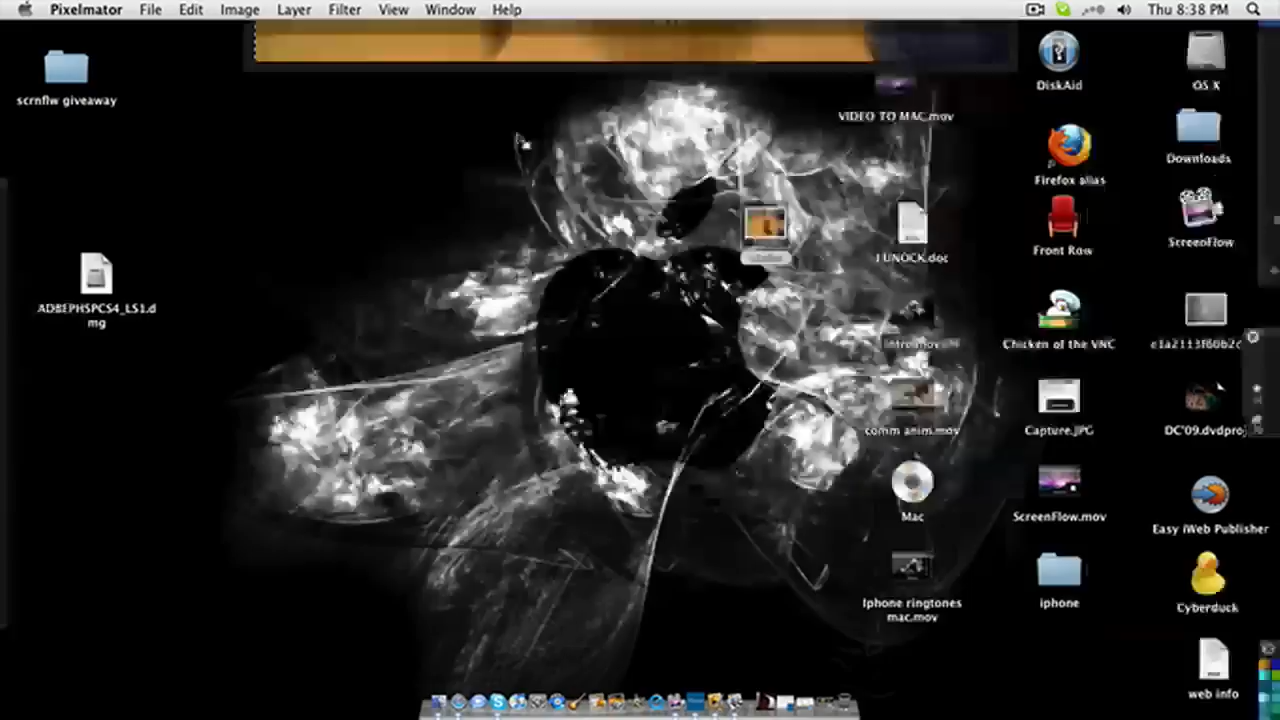 Pixelmator File Edit Image Layer Filter View Window Help Thu 8:38 PM
scrnflw giveaway
ADBEPHSPCS4_LS1.d
mg
VIDEO TO MAC.mov
J UNOCK.doc
comm anim.mov
Mac
Iphone ringtones
mac.mov
DiskAid
Firefox alias
Front Row
Chicken of the VNC
Capture.JPG
ScreenFlow.mov
iphone
OS X
Downloads
ScreenFlow
DC'09.dvdproj
Easy iWeb Publisher
Cyberduck
web info